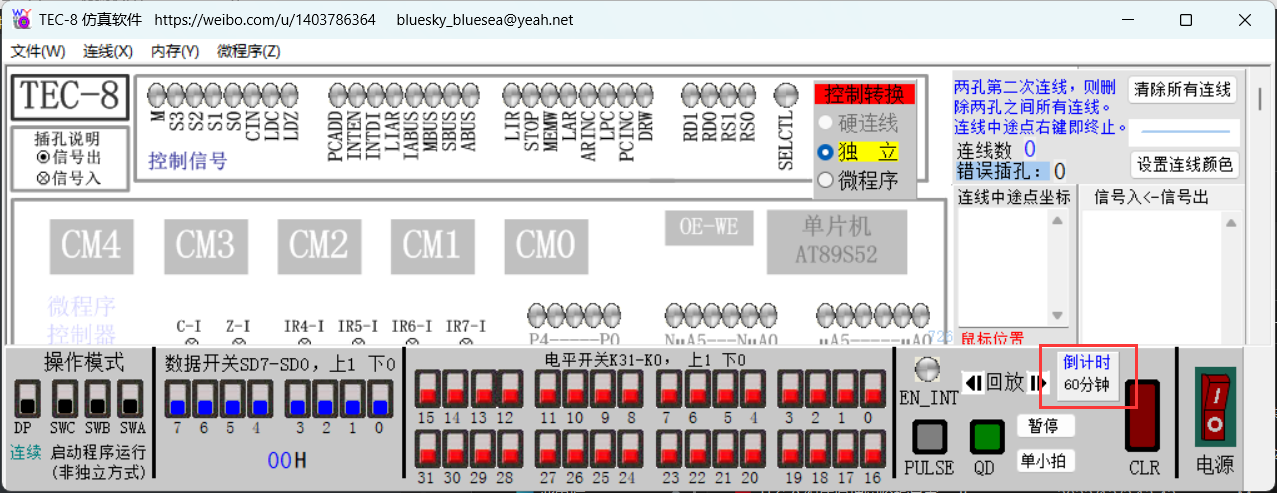 TEC-8 仿真软件 https://weibo.com/u/1403786364 bluesky_bluesea@yeah.net
文件(W) 连线(X) 内存(Y) 微程序(Z)
TEC-8
插孔说明
信号出
信号入
M S3 S2 S1 S0 CIN LDC LDZ
PCADD INTEN INTDI LIAR IABUS MBUS SBUS ABUS
LIR STOP MEMW LAR ARINC LPC PCINC DRW
RD1 RD0 RS1 RS0
SELCTL
控制信号
控制转换
硬连线
独 立
微程序
两孔第二次连线，则删
除两孔之间所有连线。
连线中途点右键即终止。
连线数 0
错误插孔： 0
清除所有连线
设置连线颜色
连线中途点坐标
信号入<-信号出
CM4 CM3 CM2 CM1 CM0
OE-WE
单片机
AT89S52
微程序
控制器
C-I Z-I IR4-I IR5-I IR6-I IR7-I
P4-----P0
NuA5---NuA0
uA5-----uA0
726
鼠标位置
操作模式
DP SWC SWB SWA
连续 启动程序运行
(非独立方式)
数据开关SD7-SD0，上1 下0
7 6 5 4 3 2 1 0
00H
电平开关K31-K0， 上1 下0
15 14 13 12 11 10 9 8 7 6 5 4 3 2 1 0
31 30 29 28 27 26 25 24 23 22 21 20 19 18 17 16
EN_INT
回放
倒计时
60分钟
暂停
单小拍
PULSE QD
CLR
电源